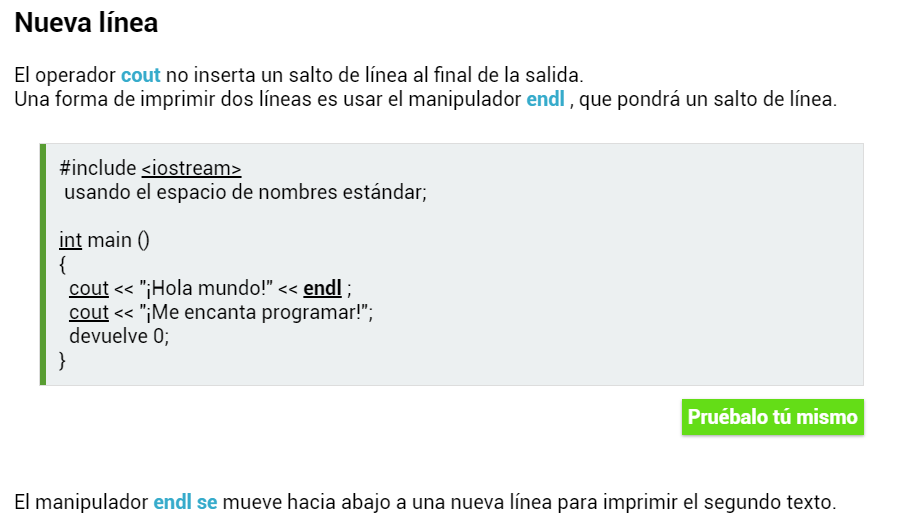 Nueva línea
El operador cout no inserta un salto de línea al final de la salida.
Una forma de imprimir dos líneas es usar el manipulador endl , que pondrá un salto de línea.
#include <iostream>
usando el espacio de nombres estándar;
int main ()
{
cout << "¡Hola mundo!" << endl ;
cout << "¡Me encanta programar!";
devuelve 0;
}
Pruébalo tú mismo
El manipulador endl se mueve hacia abajo a una nueva línea para imprimir el segundo texto.